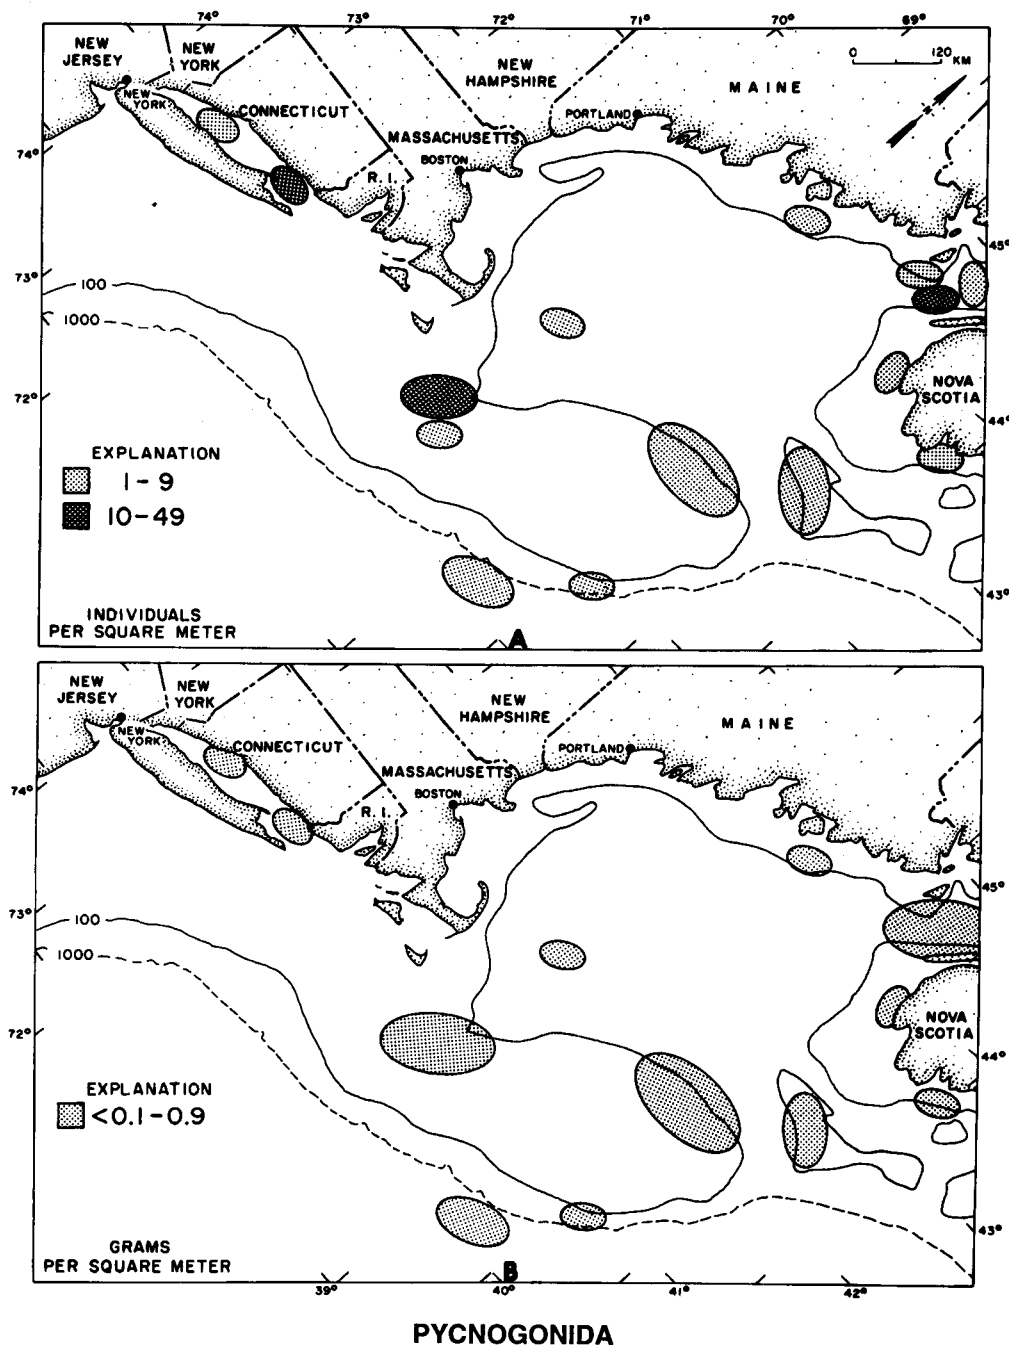 74° 73° 72° 71° 70° 69°
NEW JERSEY
NEW YORK
NEW YORK
CONNECTICUT
NEW HAMPSHIRE
MASSACHUSETTS
BOSTON
R. I.
PORTLAND
MAINE
0 120 KM
74°
73°
72°
45°
44°
43°
100
1000
NOVA SCOTIA
EXPLANATION
1-9
10-49
INDIVIDUALS
PER SQUARE METER
A
NEW JERSEY
NEW YORK
NEW YORK
CONNECTICUT
NEW HAMPSHIRE
MASSACHUSETTS
BOSTON
R. I.
PORTLAND
MAINE
74°
73°
72°
45°
44°
43°
100
1000
NOVA SCOTIA
EXPLANATION
<0.1-0.9
GRAMS
PER SQUARE METER
B
39° 40° 41° 42°
PYCNOGONIDA